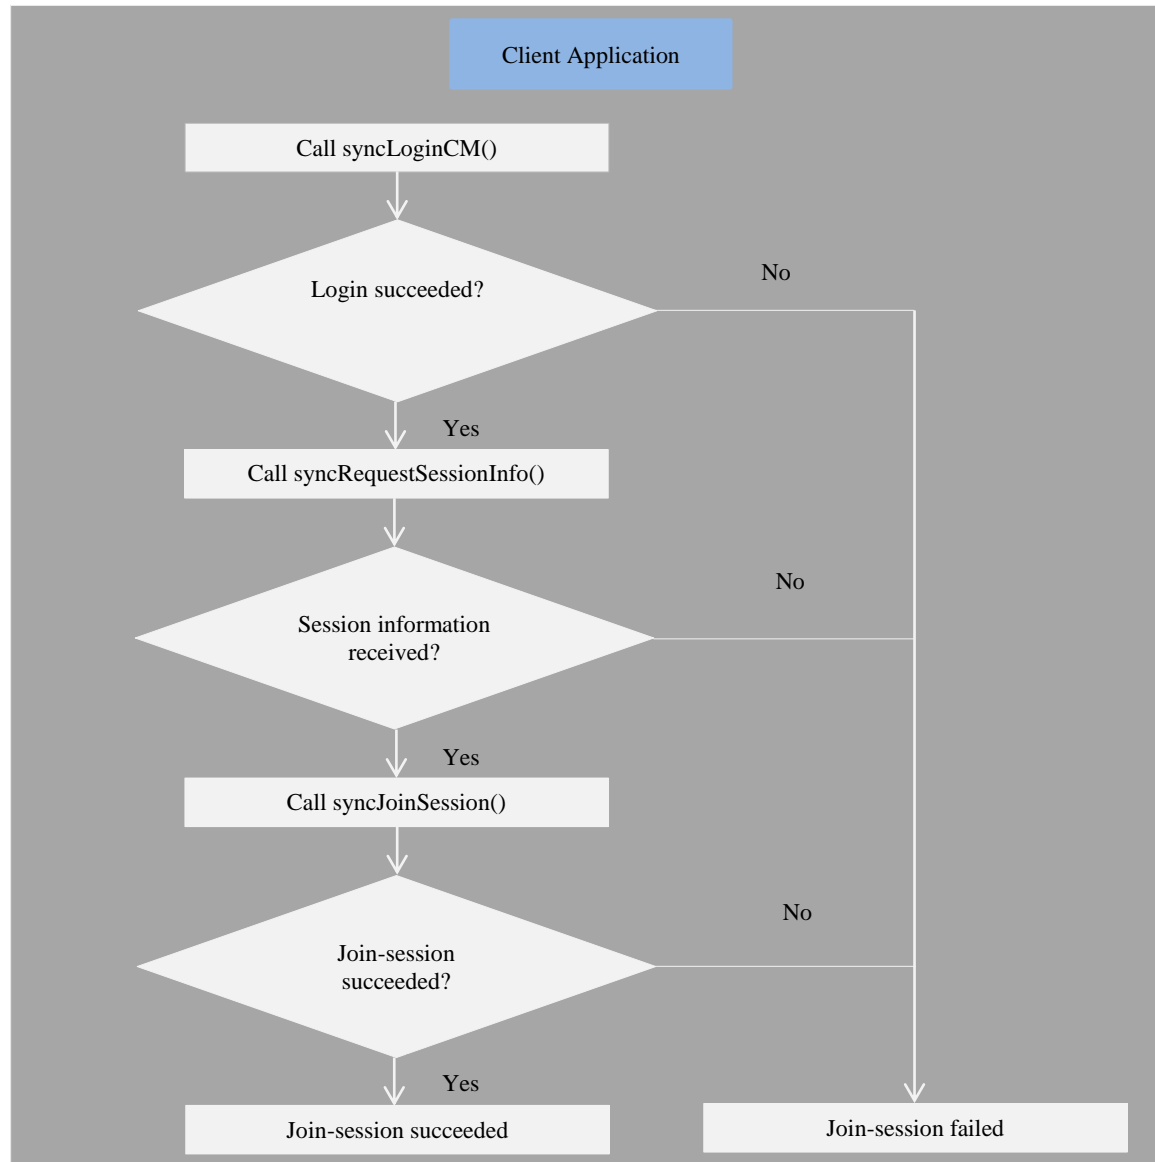 Client Application
Call syncLoginCM()
Login succeeded?
No
Yes
Call syncRequestSessionInfo()
Session information
received?
No
Yes
Call syncJoinSession()
Join-session
succeeded?
No
Yes
Join-session succeeded
Join-session failed